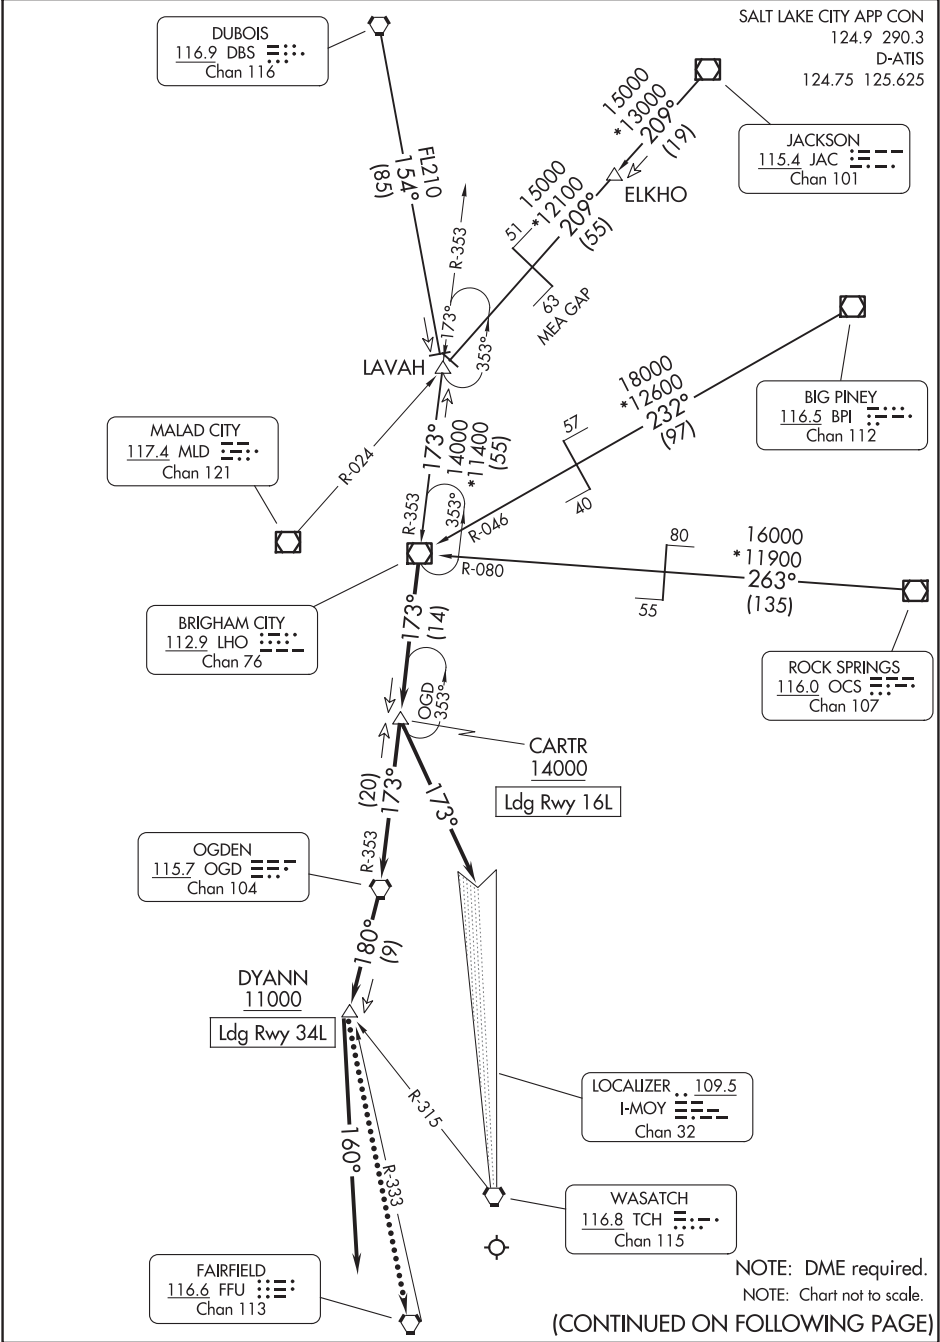 SALT LAKE CITY APP CON
124.9 290.3
D-ATIS
124.75 125.625
DUBOIS
116.9 DBS
Chan 116
JACKSON
115.4 JAC
Chan 101
15000
*13000
209°
(19)
ELKHO
FL210
154°
(85)
15000
*12100
209°
(55)
51
63
MEA GAP
R-353
173°
353°
LAVAH
BIG PINEY
116.5 BPI
Chan 112
18000
*12600
232°
(97)
57
40
R-046
MALAD CITY
117.4 MLD
Chan 121
R-024
173°
14000
*11400
(55)
R-353
353°
R-080
80
55
16000
*11900
263°
(135)
BRIGHAM CITY
112.9 LHO
Chan 76
ROCK SPRINGS
116.0 OCS
Chan 107
173°
(14)
OGD
353°
CARTR
14000
Ldg Rwy 16L
(20)
173°
R-353
173°
OGDEN
115.7 OGD
Chan 104
180°
(9)
DYANN
11000
Ldg Rwy 34L
R-315
LOCALIZER 109.5
I-MOY
Chan 32
160°
R-333
WASATCH
116.8 TCH
Chan 115
FAIRFIELD
116.6 FFU
Chan 113
NOTE: DME required.
NOTE: Chart not to scale.
(CONTINUED ON FOLLOWING PAGE)